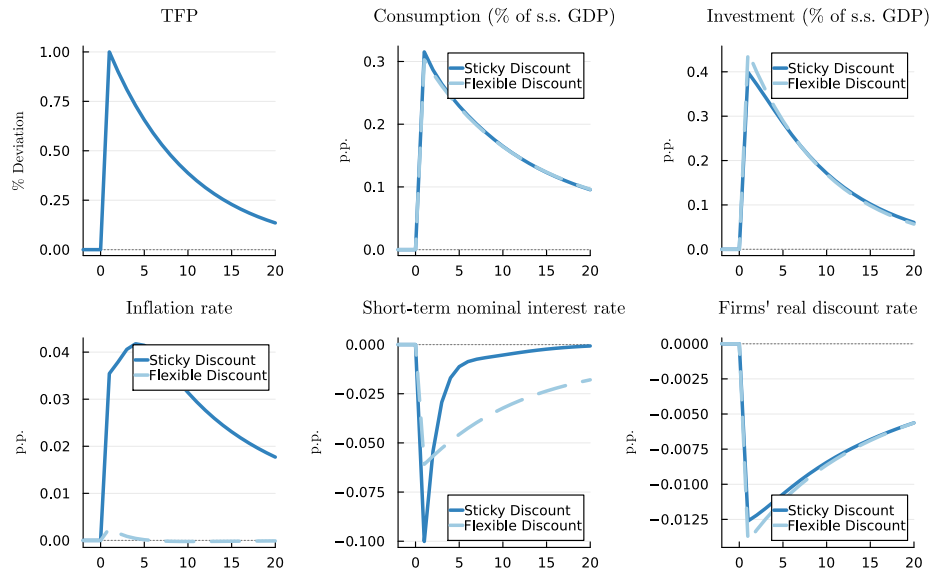 TFP
% Deviation
1.00
0.75
0.50
0.25
0.00
0 5 10 15 20
Consumption (% of s.s. GDP)
p.p.
0.3
0.2
0.1
0.0
Sticky Discount
Flexible Discount
0 5 10 15 20
Investment (% of s.s. GDP)
p.p.
0.4
0.3
0.2
0.1
0.0
Sticky Discount
Flexible Discount
0 5 10 15 20
Inflation rate
p.p.
0.04
0.03
0.02
0.01
0.00
Sticky Discount
Flexible Discount
0 5 10 15 20
Short-term nominal interest rate
p.p.
0.000
−0.025
−0.050
−0.075
−0.100
Sticky Discount
Flexible Discount
0 5 10 15 20
Firms' real discount rate
p.p.
0.0000
−0.0025
−0.0050
−0.0075
−0.0100
−0.0125
Sticky Discount
Flexible Discount
0 5 10 15 20